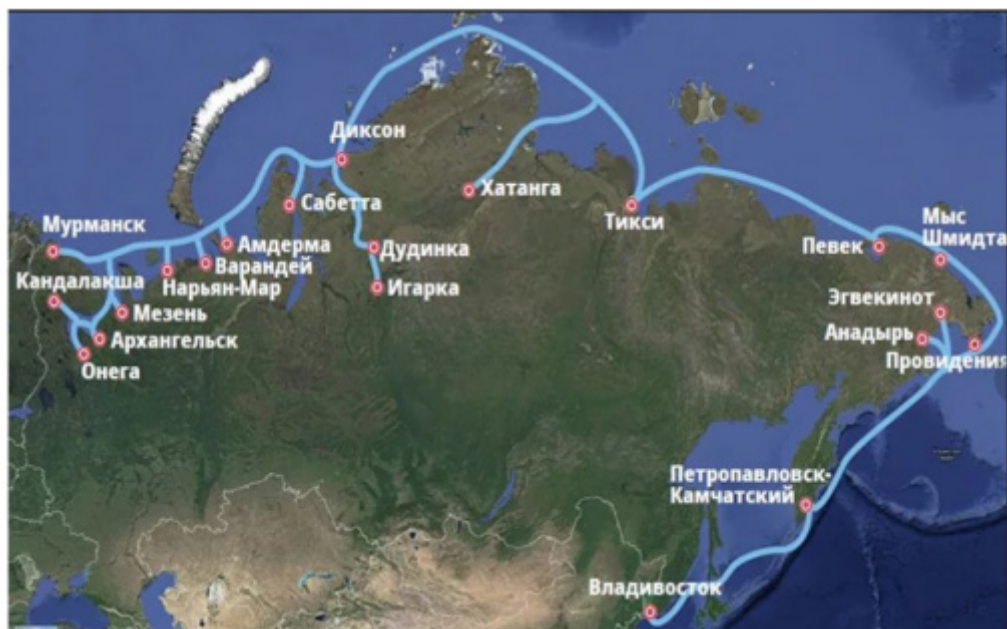 Диксон
Хатанга
Сабетта
Тикси
Мурманск
Мыс
Шмидта
Певек
Амдерма
Дудинка
Варандей
Нарьян-Мар
Кандалакша
Игарка
Эгвекинот
Мезень
Анадырь
Архангельск
Провидения
Онега
Петропавловск-
Камчатский
Владивосток